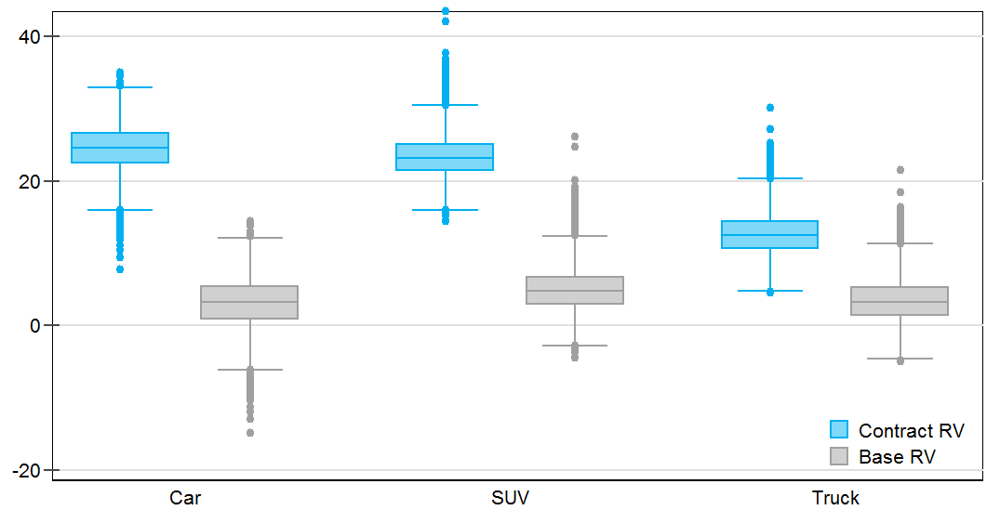 40
20
0
-20
Contract RV
Base RV
Car SUV Truck